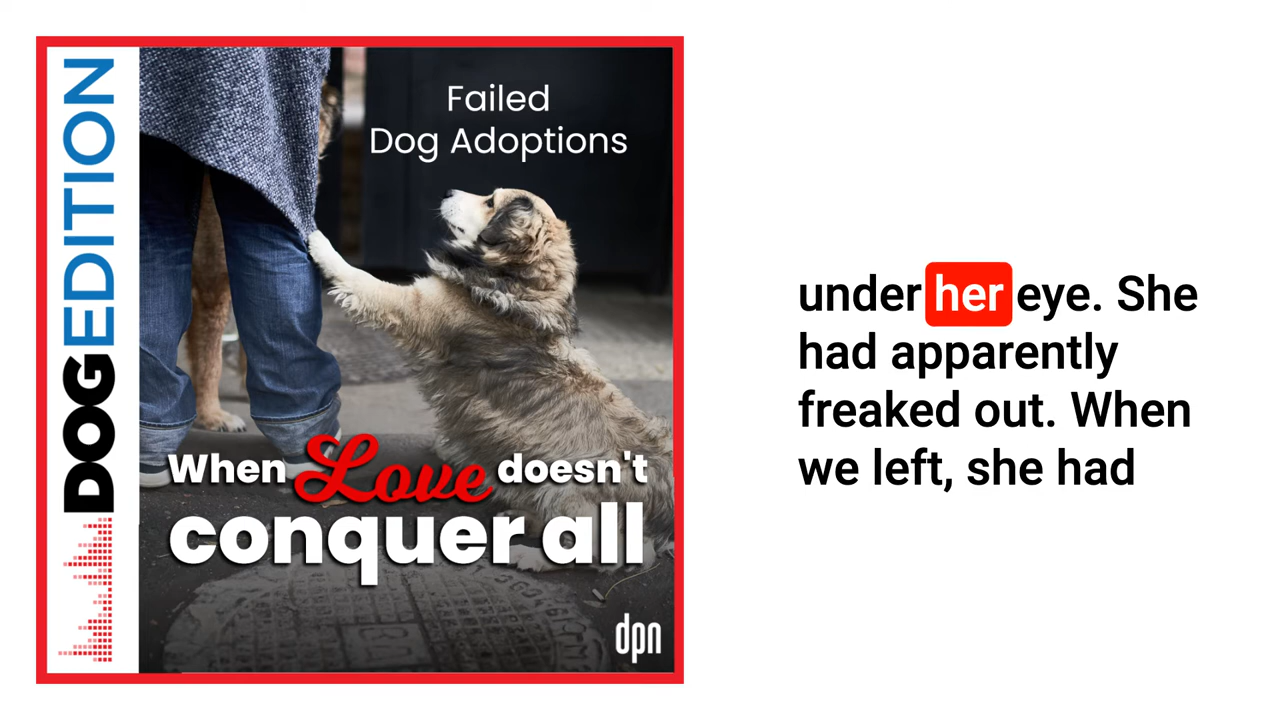 DOGEDITION
Failed
Dog Adoptions
When Love doesn't
conquer all
dpn
under her eye. She
had apparently
freaked out. When
we left, she had